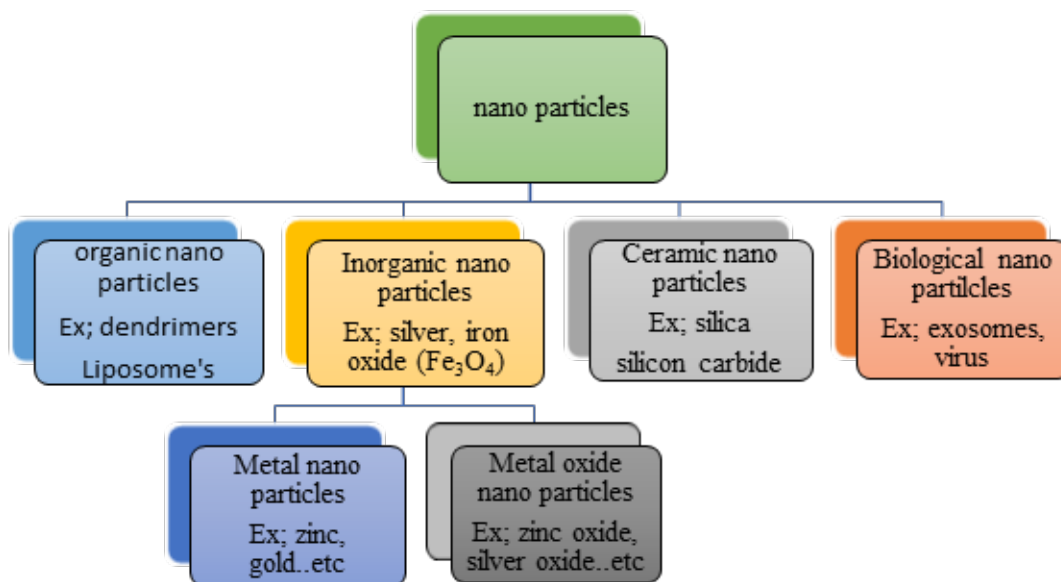 nano particles
organic nano
particles
Ex; dendrimers
Liposome's
Inorganic nano
particles
Ex; silver, iron
oxide (Fe₃O₄)
Ceramic nano
particles
Ex; silica
silicon carbide
Biological nano
partilcles
Ex; exosomes,
virus
Metal nano
particles
Ex; zinc,
gold..etc
Metal oxide
nano particles
Ex; zinc oxide,
silver oxide..etc